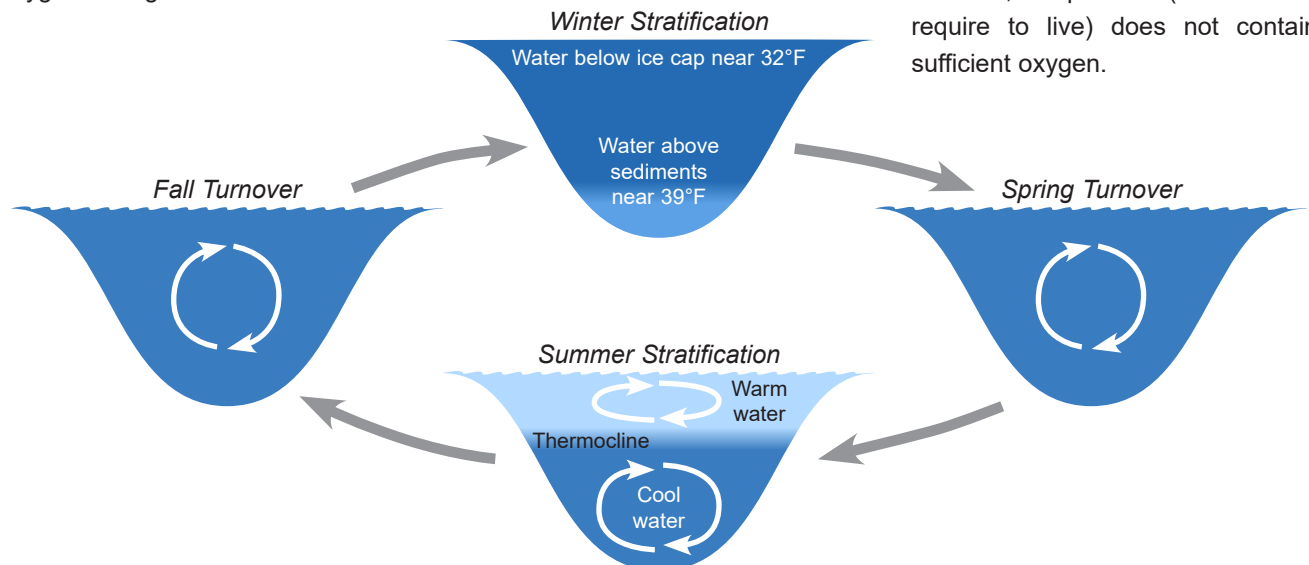 Winter Stratification
require to live) does not contain
sufficient oxygen.
Water below ice cap near 32°F
Water above
sediments
near 39°F
Fall Turnover
Spring Turnover
Summer Stratification
Warm
water
Thermocline
Cool
water